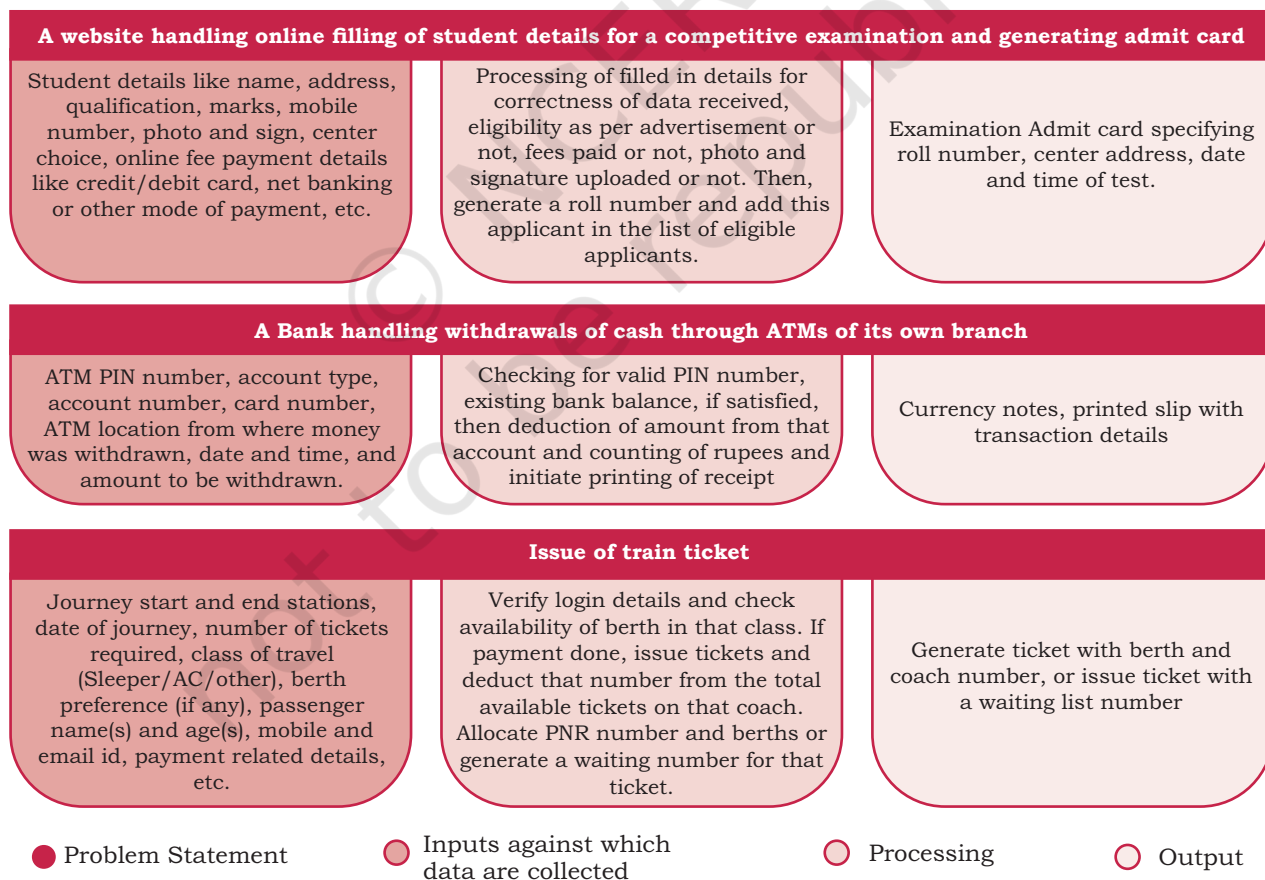 A website handling online filling of student details for a competitive examination and generating admit card
Student details like name, address,
qualification, marks, mobile
number, photo and sign, center
choice, online fee payment details
like credit/debit card, net banking
or other mode of payment, etc.
Processing of filled in details for
correctness of data received,
eligibility as per advertisement or
not, fees paid or not, photo and
signature uploaded or not. Then,
generate a roll number and add this
applicant in the list of eligible
applicants.
Examination Admit card specifying
roll number, center address, date
and time of test.
A Bank handling withdrawals of cash through ATMs of its own branch
ATM PIN number, account type,
account number, card number,
ATM location from where money
was withdrawn, date and time, and
amount to be withdrawn.
Checking for valid PIN number,
existing bank balance, if satisfied,
then deduction of amount from that
account and counting of rupees and
initiate printing of receipt
Currency notes, printed slip with
transaction details
Issue of train ticket
Journey start and end stations,
date of journey, number of tickets
required, class of travel
(Sleeper/AC/other), berth
preference (if any), passenger
name(s) and age(s), mobile and
email id, payment related details,
etc.
Verify login details and check
availability of berth in that class. If
payment done, issue tickets and
deduct that number from the total
available tickets on that coach.
Allocate PNR number and berths or
generate a waiting number for that
ticket.
Generate ticket with berth and
coach number, or issue ticket with
a waiting list number
Problem Statement
Inputs against which
data are collected
Processing
Output
© NCE
not to be republ